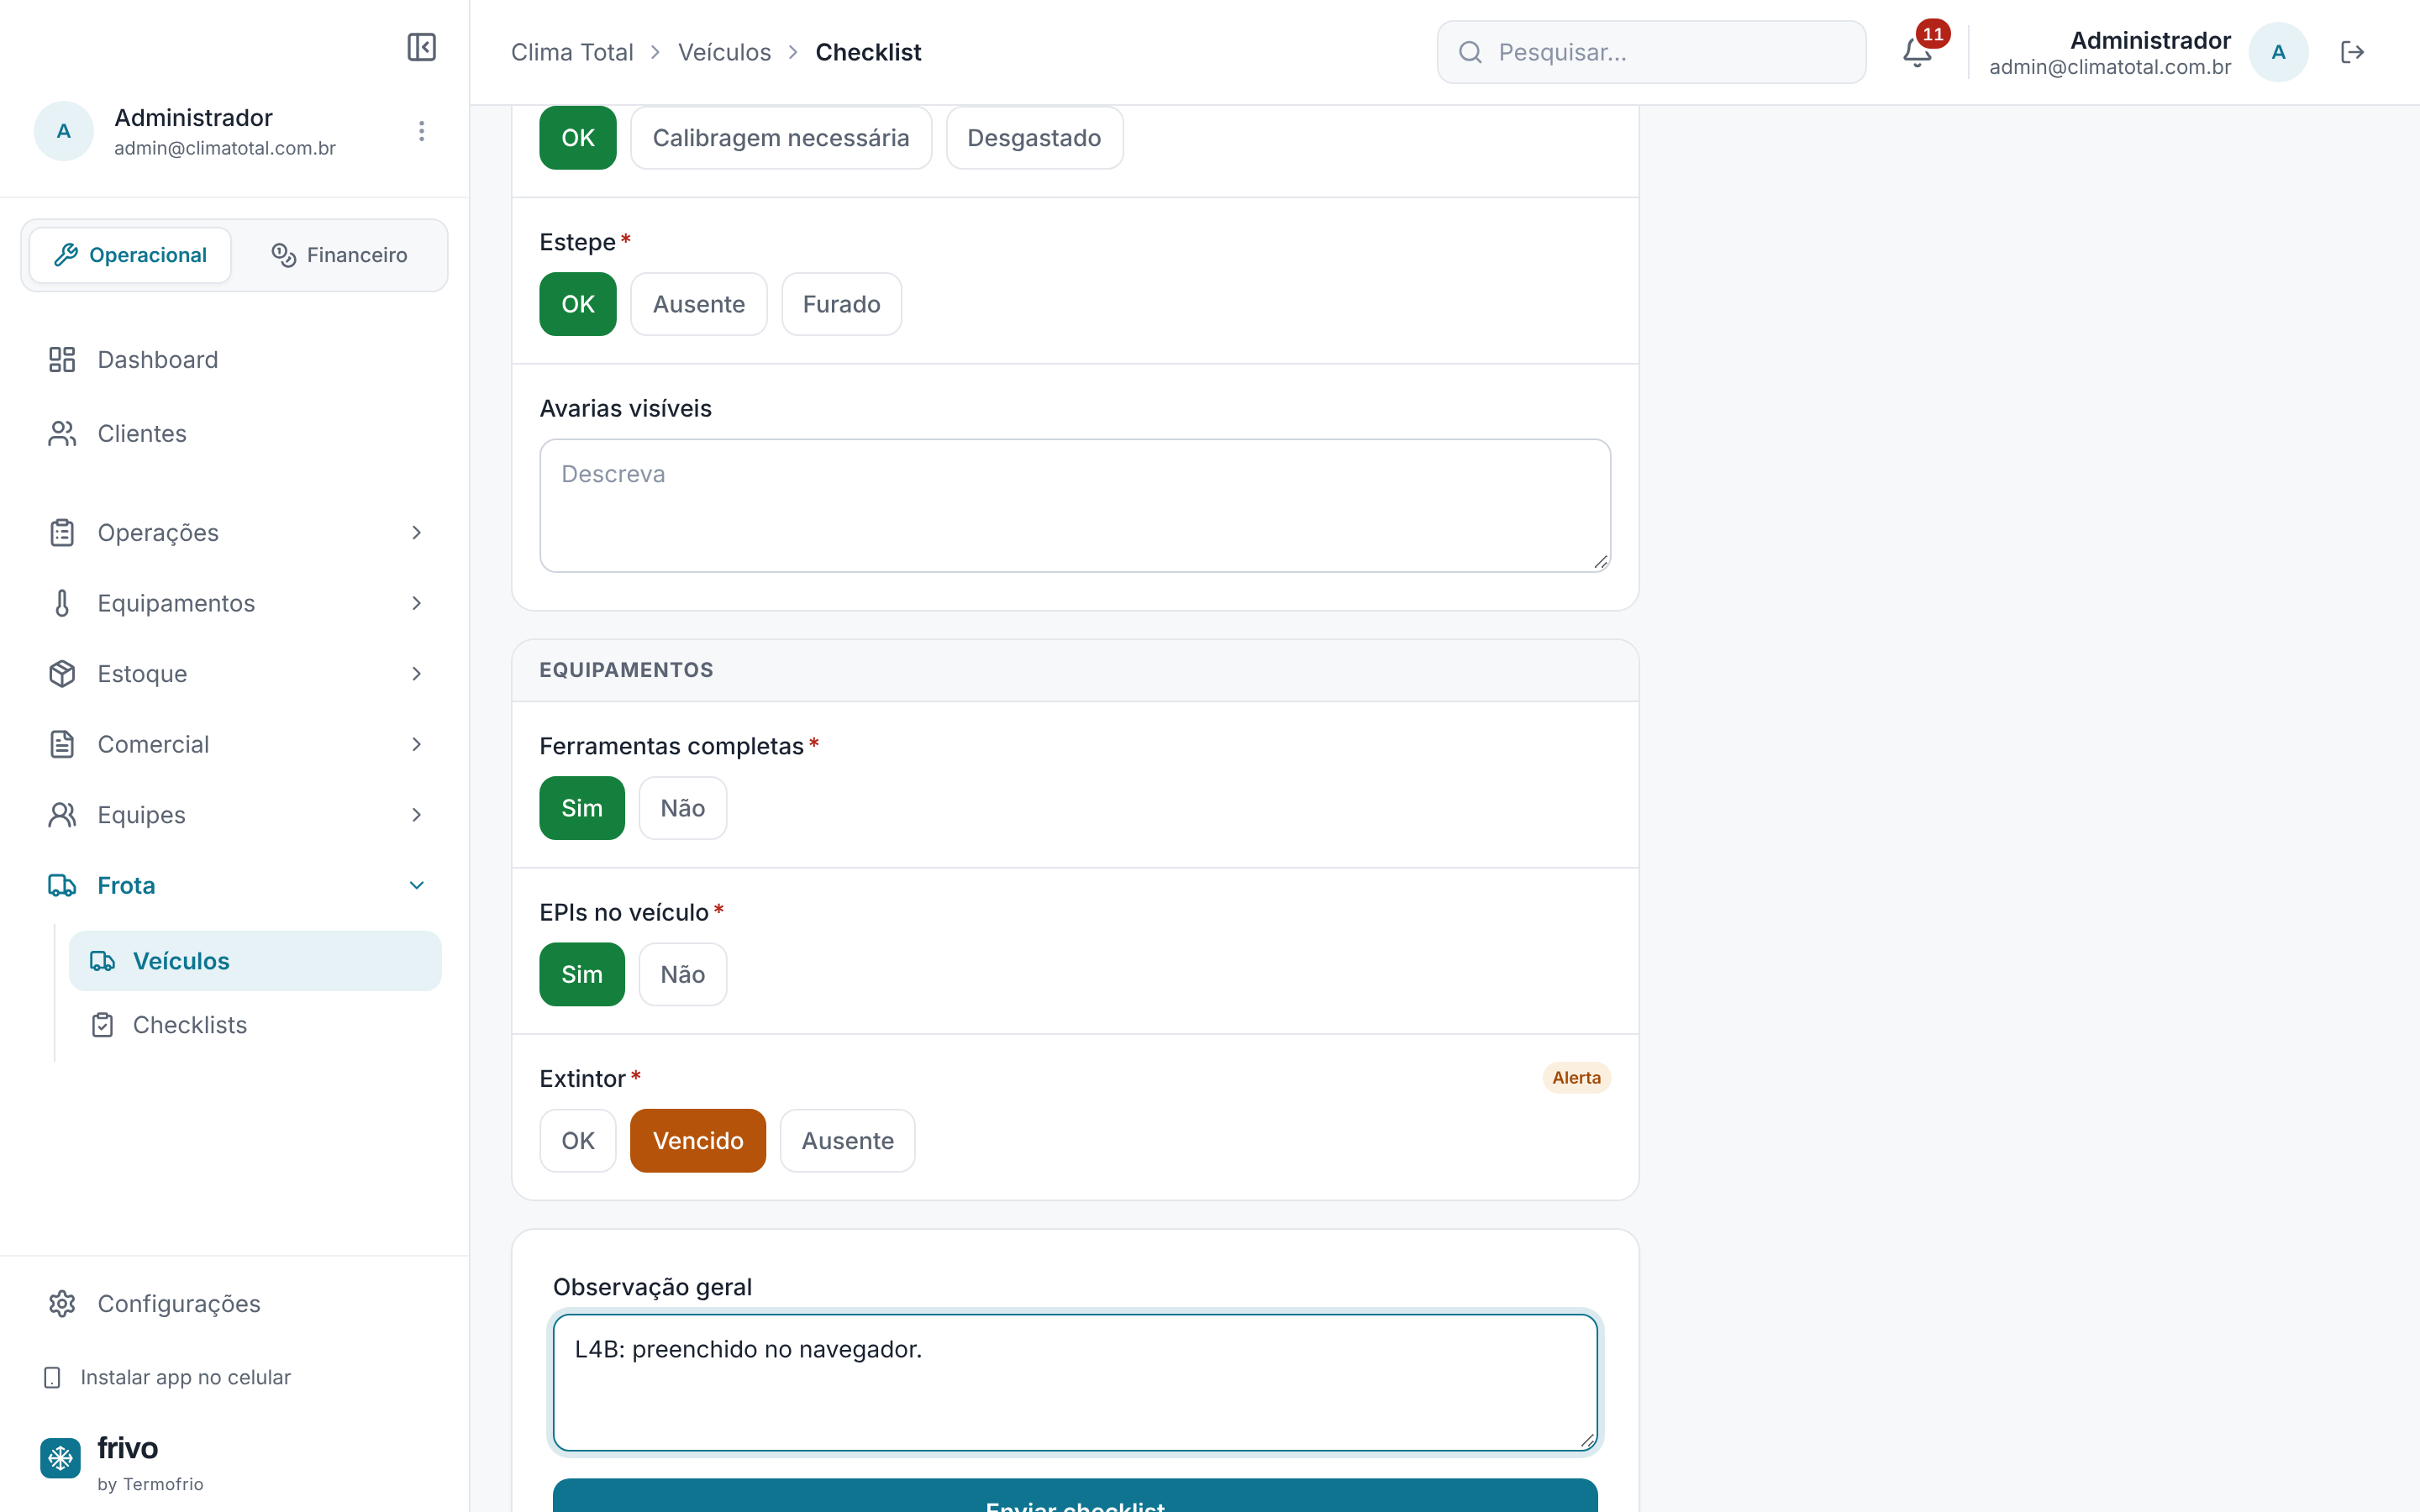 Clima Total > Veículos > Checklist
Pesquisar...
11
Administrador
admin@climatotal.com.br
A
A
Administrador
admin@climatotal.com.br
Operacional
Financeiro
Dashboard
Clientes
Operações
Equipamentos
Estoque
Comercial
Equipes
Frota
Veículos
Checklists
Configurações
Instalar app no celular
frivo
by Termofrio
OK Calibragem necessária Desgastado
Estepe *
OK Ausente Furado
Avarias visíveis
Descreva
EQUIPAMENTOS
Ferramentas completas *
Sim Não
EPIs no veículo *
Sim Não
Extintor * Alerta
OK Vencido Ausente
Observação geral
L4B: preenchido no navegador.
Enviar checklist